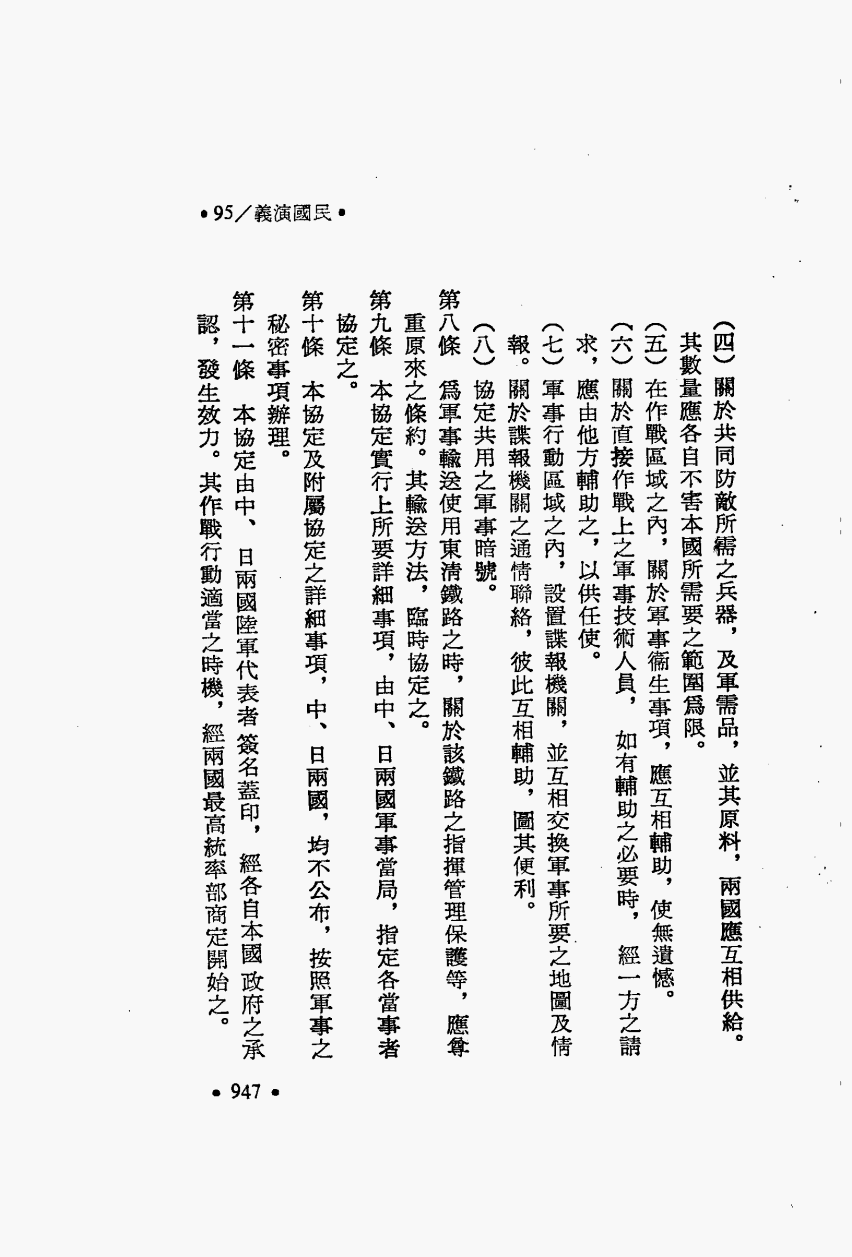 •95/義演國民•
(四)關於共同防敵所需之兵器，及軍需品，並其原料，兩國應互相供給。
其數量應各自不害本國所需要之範圍爲限。
(五)在作戰區域之內，關於軍事衞生事項，應互相輔助，使無遺憾。
(六)關於直接作戰上之軍事技術人員，如有輔助之必要時，經一方之請
求，應由他方輔助之，以供任使。
(七)軍事行動區域之內，設置諜報機關，並互相交換軍事所要之地圖及情
報。關於諜報機關之通情聯絡，彼此互相輔助，圖其便利。
(八)協定共用之軍事暗號。
第八條　爲軍事輸送使用東淸鐵路之時，關於該鐵路之指揮管理保護等，應尊
重原來之條約。其輸送方法，臨時協定之。
第九條　本協定實行上所要詳細事項，由中、日兩國軍事當局，指定各當事者
協定之。
第十條　本協定及附屬協定之詳細事項，中、日兩國，均不公布，按照軍事之
秘密事項辦理。
第十一條　本協定由中、日兩國陸軍代表者簽名蓋印，經各自本國政府之承
認，發生效力。其作戰行動適當之時機，經兩國最高統率部商定開始之。
•947•